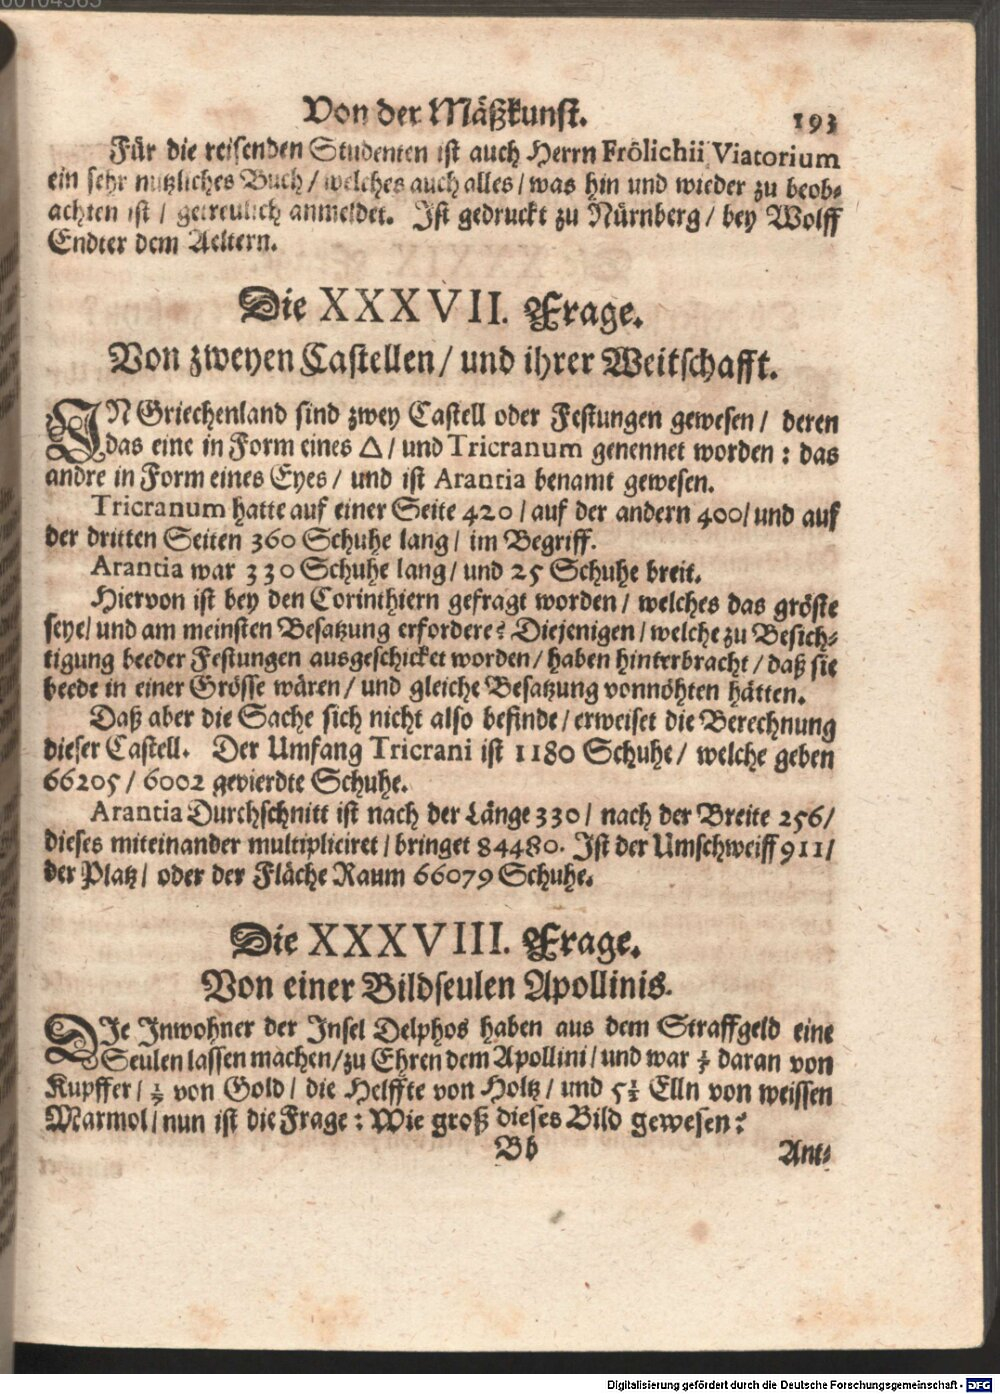 Von der Mäßkunst. 193
Für die reisenden Studenten ist auch Herrn Frölichii Viatorium
ein sehr nutzliches Buch / welches auch alles / was hin und wieder zu beob-
achten ist / getreulich anmeldet. Ist gedruckt zu Nürnberg / bey Wolff
Endter dem Aeltern.
Die XXXVII. Frage.
Von zweyen Castellen / und ihrer Weitschafft.
IN Griechenland sind zwey Castell oder Festungen gewesen / deren
das eine in Form eines △ / und Tricranum genennet worden : das
andre in Form eines Eyes / und ist Arantia benamt gewesen.
Tricranum hatte auf einer Seite 420 / auf der andern 400 / und auf
der dritten Seiten 360 Schuhe lang / im Begriff.
Arantia war 330 Schuhe lang / und 25 Schuhe breit.
Hiervon ist bey den Corinthiern gefragt worden / welches das gröste
seye / und am meinsten Besatzung erfordere? Diejenigen / welche zu Besich-
tigung beeder Festungen ausgeschicket worden / haben hinterbracht / daß sie
beede in einer Grösse wären / und gleiche Besatzung vonnöhten hätten.
Daß aber die Sache sich nicht also befinde / erweiset die Berechnung
dieser Castell. Der Umfang Tricrani ist 1180 Schuhe / welche geben
66205 / 6002 gevierdte Schuhe.
Arantia Durchschnitt ist nach der Länge 330 / nach der Breite 256 /
dieses miteinander multipliciret / bringet 84480. Ist der Umschweiff 911 /
der Platz / oder der Fläche Raum 66079 Schuhe.
Die XXXVIII. Frage.
Von einer Bildseulen Apollinis.
DIe Inwohner der Insel Delphos haben aus dem Straffgeld eine
Seulen lassen machen / zu Ehren dem Apollini / und war daran von
Kupffer / von Gold / die Helffte von Holtz / und 5½ Elln von weissen
Marmol / nun ist die Frage : Wie groß dieses Bild gewesen?
Bb Ant-
Digitalisierung gefördert durch die Deutsche Forschungsgemeinschaft - DFG